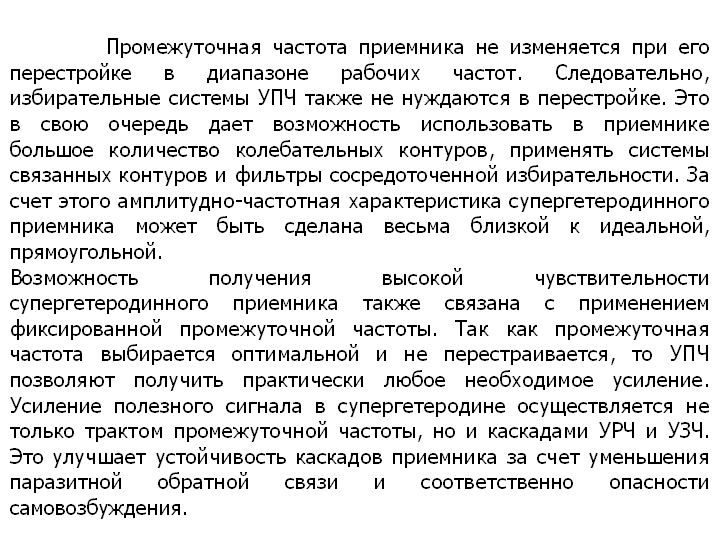 Промежуточная частота приемника не изменяется при его
перестройке в диапазоне рабочих частот. Следовательно,
избирательные системы УПЧ также не нуждаются в перестройке. Это
в свою очередь дает возможность использовать в приемнике
большое количество колебательных контуров, применять системы
связанных контуров и фильтры сосредоточенной избирательности. За
счет этого амплитудно-частотная характеристика супергетеродинного
приемника может быть сделана весьма близкой к идеальной,
прямоугольной.
Возможность получения высокой чувствительности
супергетеродинного приемника также связана с применением
фиксированной промежуточной частоты. Так как промежуточная
частота выбирается оптимальной и не перестраивается, то УПЧ
позволяют получить практически любое необходимое усиление.
Усиление полезного сигнала в супергетеродине осуществляется не
только трактом промежуточной частоты, но и каскадами УРЧ и УЗЧ.
Это улучшает устойчивость каскадов приемника за счет уменьшения
паразитной обратной связи и соответственно опасности
самовозбуждения.